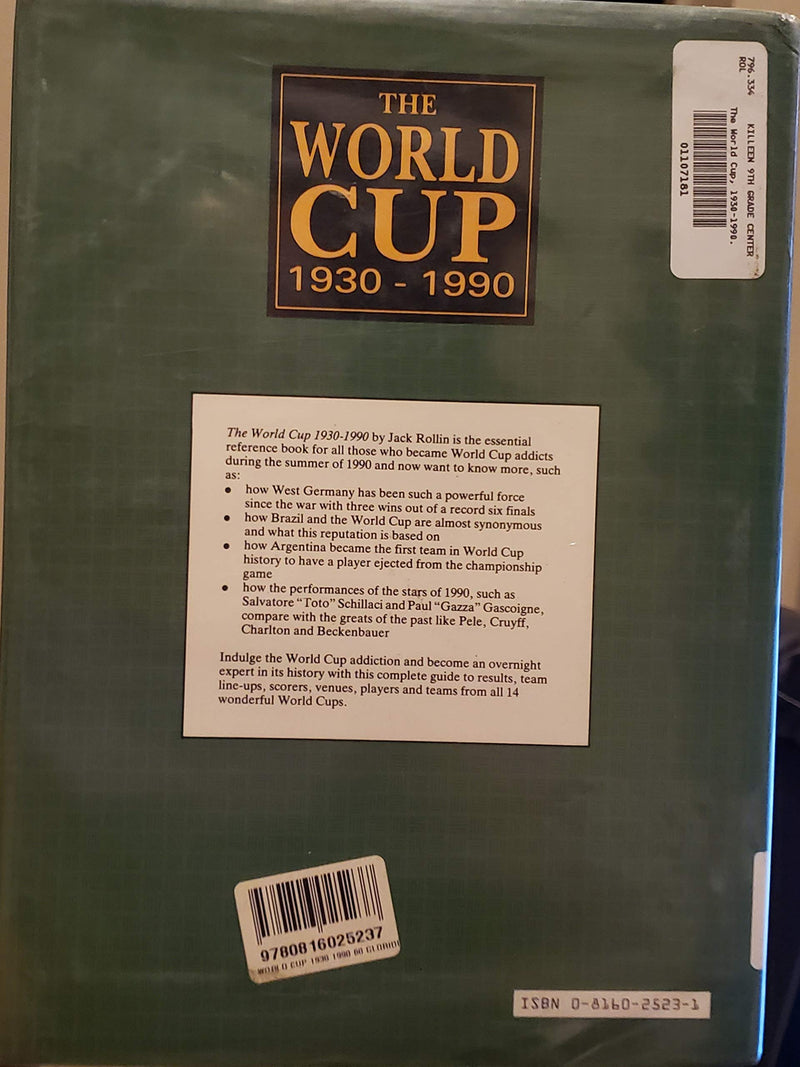 THE
WORLD
CUP
1930 - 1990
796.334 KILLEEN 9TH GRADE CENTER
ROL The World Cup, 1930-1990.
01107181
The World Cup 1930-1990 by Jack Rollin is the essential
reference book for all those who became World Cup addicts
during the summer of 1990 and now want to know more, such
as:
• how West Germany has been such a powerful force
since the war with three wins out of a record six finals
• how Brazil and the World Cup are almost synonymous
and what this reputation is based on
• how Argentina became the first team in World Cup
history to have a player ejected from the championship
game
• how the performances of the stars of 1990, such as
Salvatore “Toto” Schillaci and Paul “Gazza” Gascoigne,
compare with the greats of the past like Pele, Cruyff,
Charlton and Beckenbauer
Indulge the World Cup addiction and become an overnight
expert in its history with this complete guide to results, team
line-ups, scorers, venues, players and teams from all 14
wonderful World Cups.
9780816025237
WORLD CUP 1930 1990 60 GLORIOU
ISBN 0-8160-2523-1